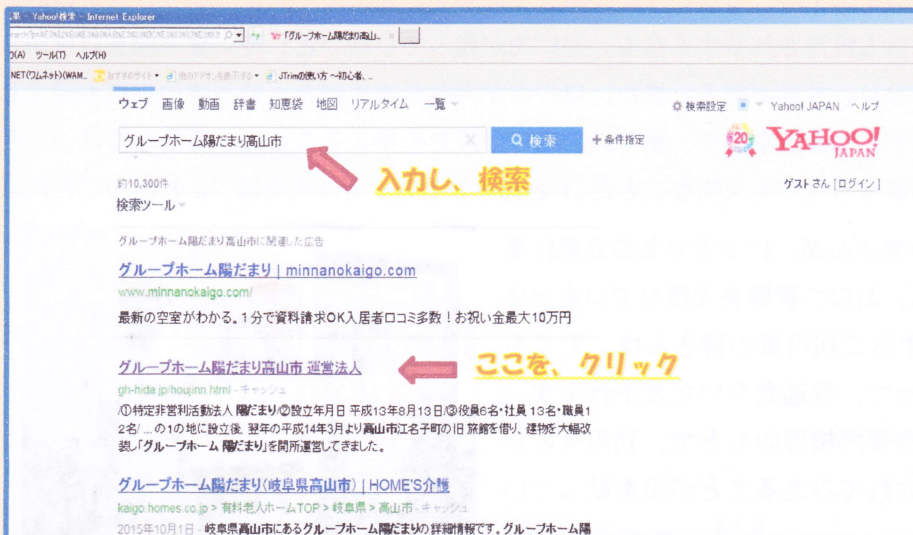 果 - Yahoo!検索 - Internet Explorer
「グループホーム陽だまり高山...
(A) ツール(T) ヘルプ(H)
NET(ワムネット)(WAM... おすすめサイト 他のアドオンを表示する JTrimの使い方 ～初心者、...
ウェブ 画像 動画 辞書 知恵袋 地図 リアルタイム 一覧
検索設定 Yahoo! JAPAN ヘルプ
グループホーム陽だまり高山市 × 検索 +条件指定
20 YAHOO!
JAPAN
入力し、検索
約10,300件
ゲストさん [ログイン]
検索ツール
グループホーム陽だまり高山市に関連した広告
グループホーム陽だまり | minnanokaigo.com
www.minnanokaigo.com/
最新の空室がわかる。1分で資料請求OK入居者口コミ多数！お祝い金最大10万円
グループホーム陽だまり高山市 運営法人
ここを、クリック
gh-hida.jp/houjinn.html - キャッシュ
/①特定非営利活動法人 陽だまり/②設立年月日 平成13年8月13日/③役員6名・社員 13名・職員1
2名/ ... の1の地に設立後、翌年の平成14年3月より高山市江名子町の旧 旅館を借り、建物を大幅改
装し「グループホーム 陽だまり」を開所運営してきました。
グループホーム陽だまり(岐阜県高山市) | HOME'S介護
kaigo.homes.co.jp > 有料老人ホームTOP > 岐阜県 > 高山市 - キャッシュ
2015年10月1日 - 岐阜県高山市にあるグループホーム陽だまりの詳細情報です。グループホーム陽